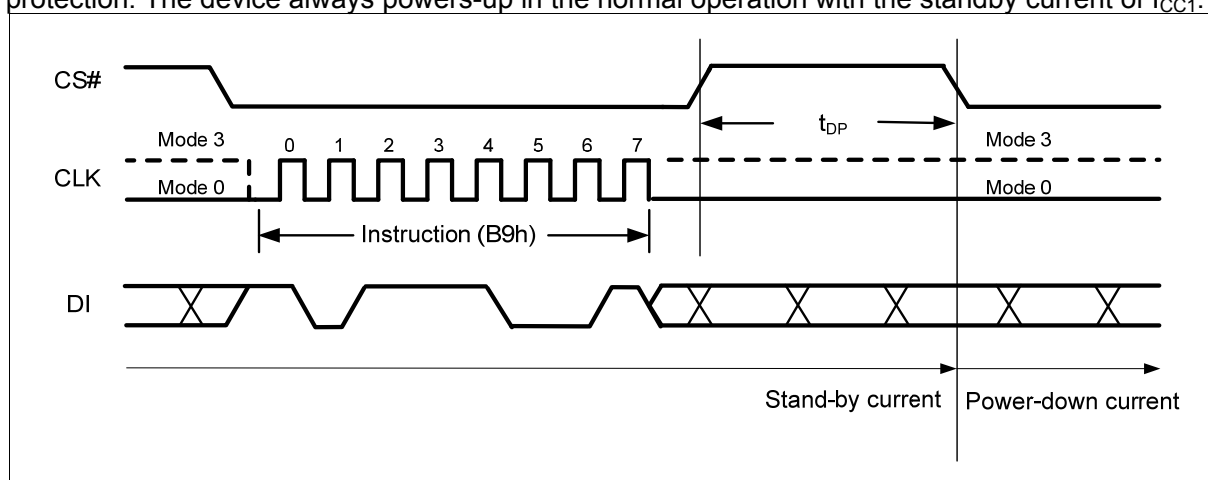 protection. The device always powers-up in the normal operation with the standby current of ICC1.
CS#
tDP
Mode 3
0 1 2 3 4 5 6 7
Mode 3
CLK
Mode 0
Mode 0
Instruction (B9h)
DI
Stand-by current
Power-down current